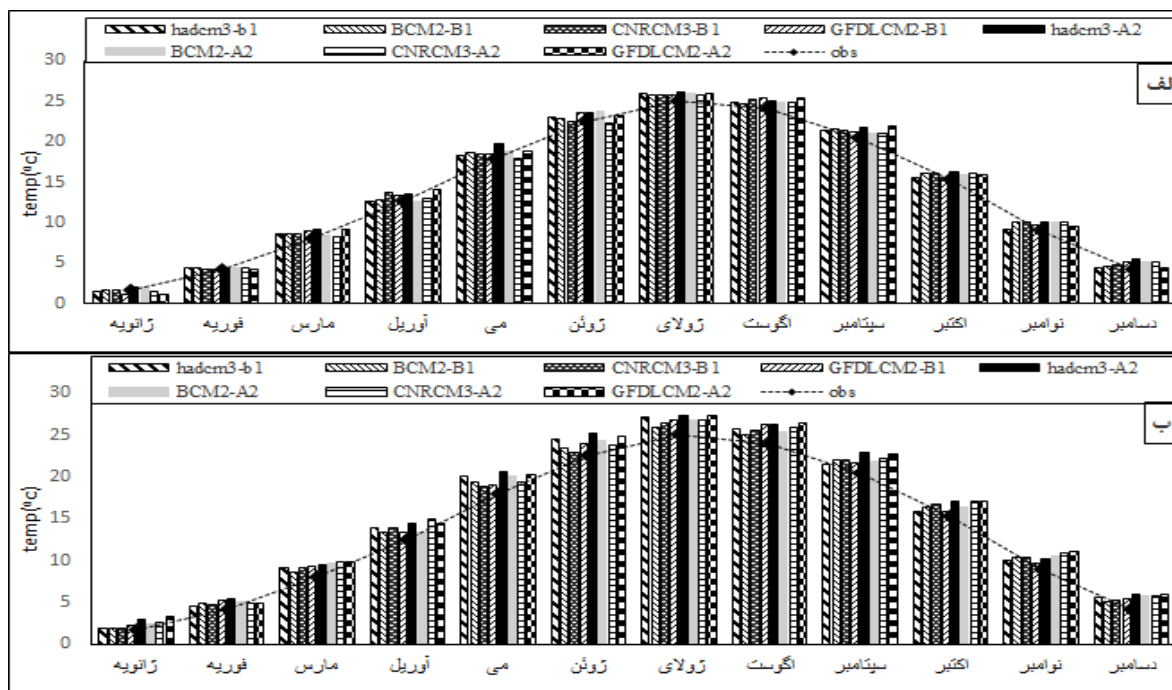 hadcm3-b1 BCM2-B1 CNRCM3-B1 GFDLCM2-B1 hadcm3-A2
BCM2-A2 CNRCM3-A2 GFDLCM2-A2 obs
الف
temp(ºc)
30
25
20
15
10
5
0
ژانویه فوریه مارس آوریل می ژوئن ژولای اگوست سپتامبر اکتبر نوامبر دسامبر
hadcm3-b1 BCM2-B1 CNRCM3-B1 GFDLCM2-B1 hadcm3-A2
BCM2-A2 CNRCM3-A2 GFDLCM2-A2 obs
ب
temp(ºc)
30
25
20
15
10
5
0
ژانویه فوریه مارس آوریل می ژوئن ژولای اگوست سپتامبر اکتبر نوامبر دسامبر